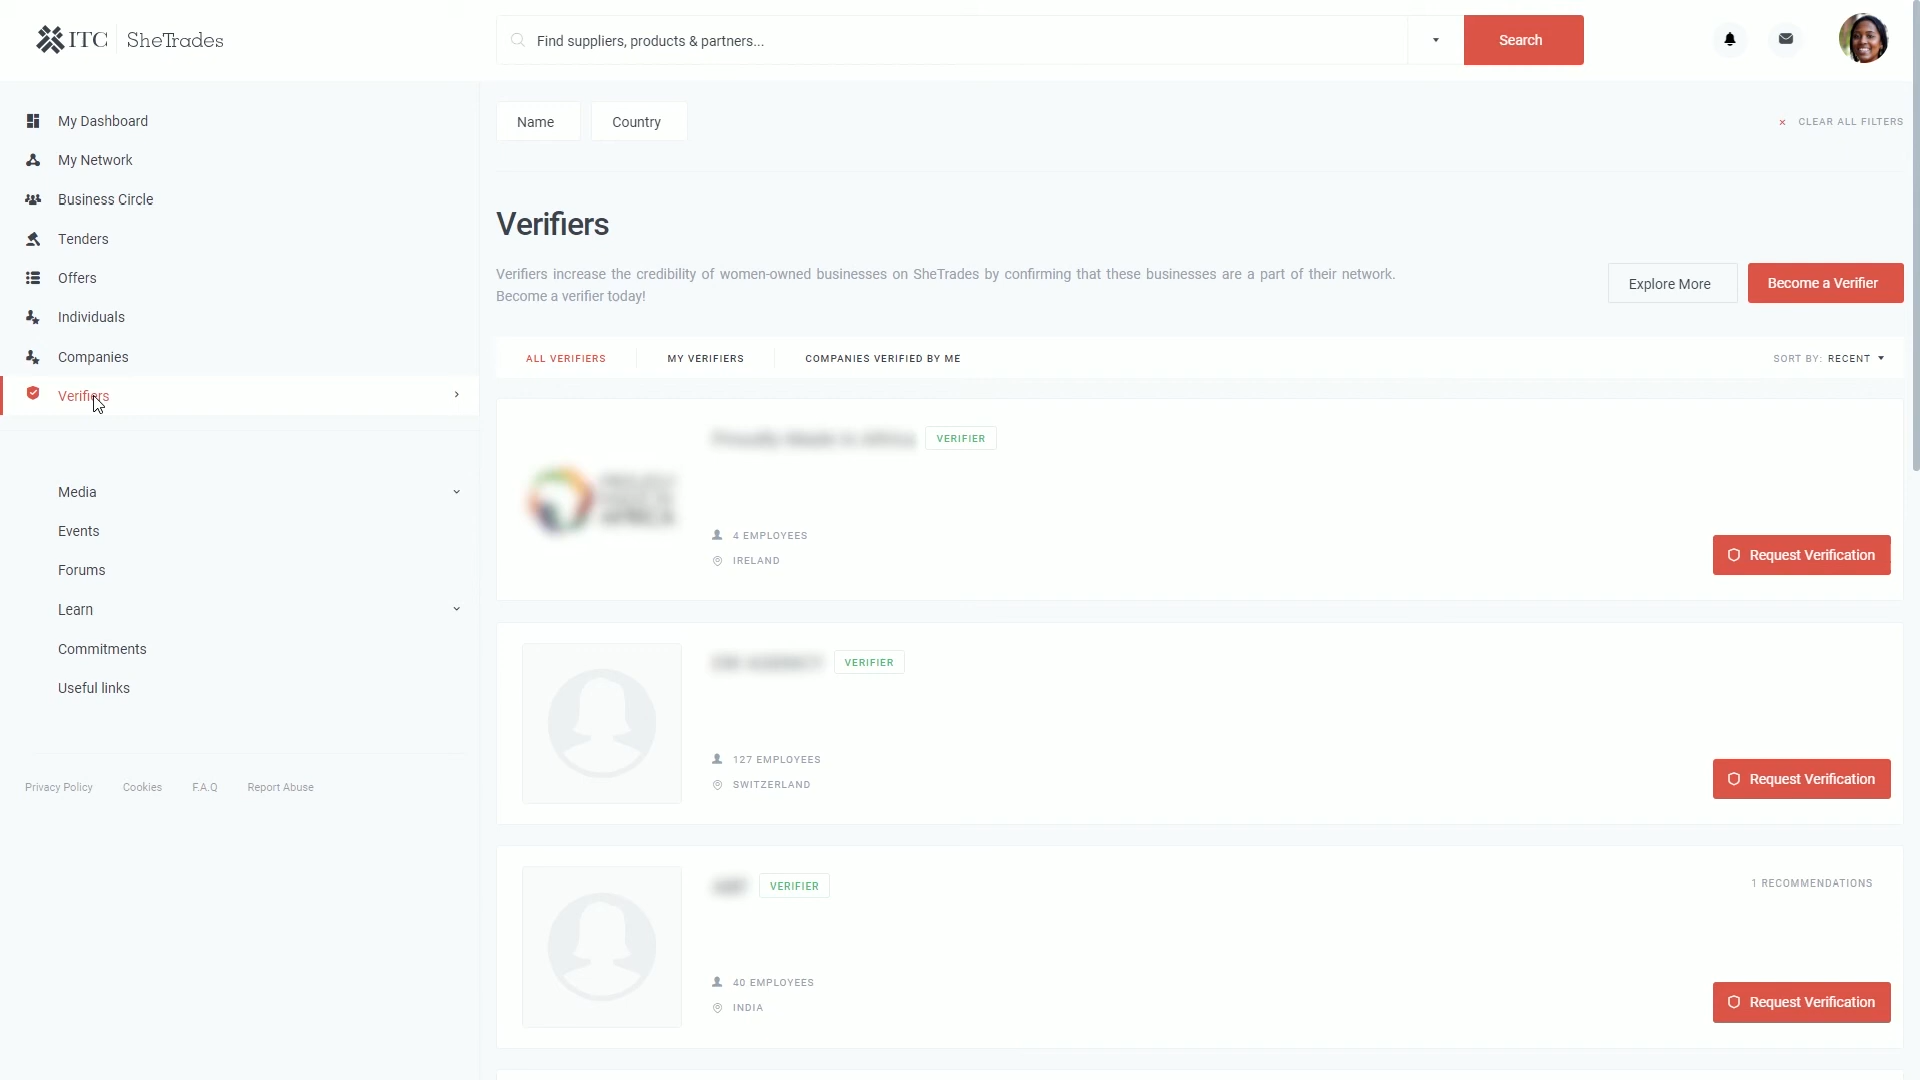 ITC SheTrades
Find suppliers, products & partners...
Search
My Dashboard
My Network
Business Circle
Tenders
Offers
Individuals
Companies
Verifiers
Media
Events
Forums
Learn
Commitments
Useful links
Privacy Policy Cookies F.A.Q Report Abuse
Name Country
CLEAR ALL FILTERS
Verifiers
Verifiers increase the credibility of women-owned businesses on SheTrades by confirming that these businesses are a part of their network.
Become a verifier today!
Explore More Become a Verifier
ALL VERIFIERS MY VERIFIERS COMPANIES VERIFIED BY ME SORT BY: RECENT
VERIFIER
4 EMPLOYEES
IRELAND
Request Verification
VERIFIER
127 EMPLOYEES
SWITZERLAND
Request Verification
VERIFIER
1 RECOMMENDATIONS
40 EMPLOYEES
INDIA
Request Verification